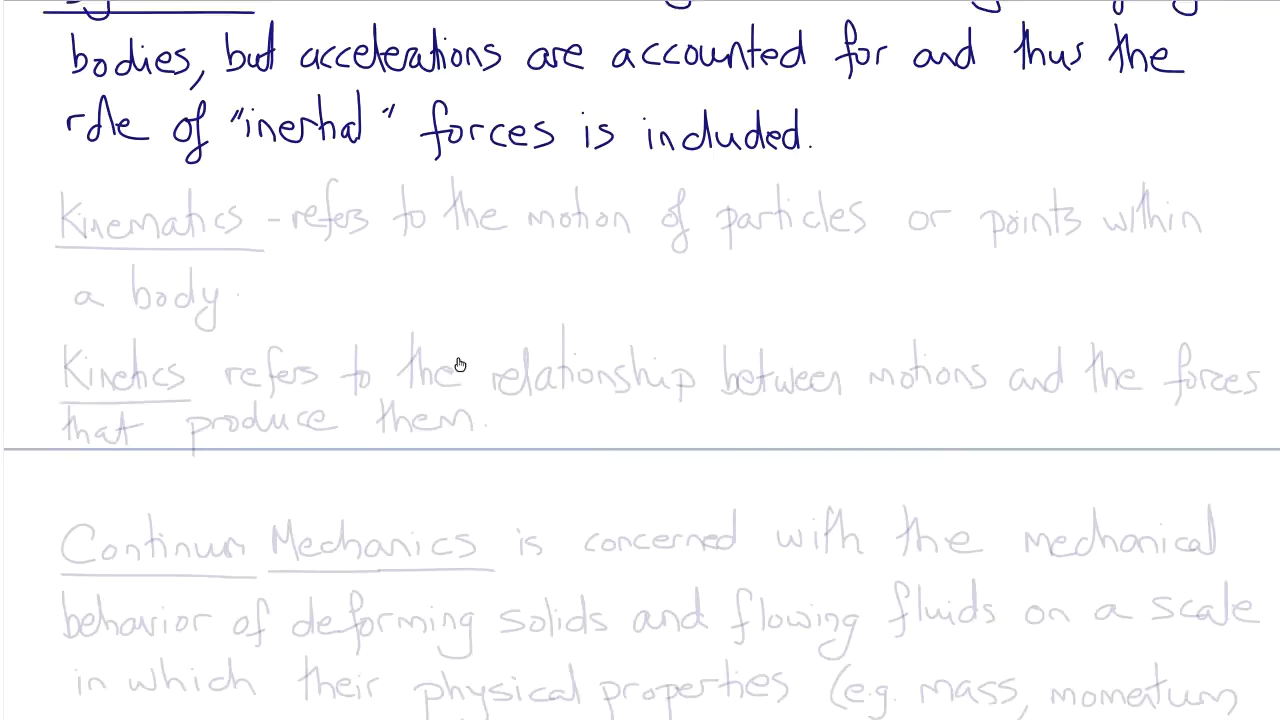 bodies, but accelerations are accounted for and thus the
role of "inertial" forces is included.
Kinematics - refers to the motion of particles or points within
a body.
Kinetics refers to the relationship between motions and the forces
that produce them.
Continuum Mechanics is concerned with the mechanical
behavior of deforming solids and flowing fluids on a scale
in which their physical properties (e.g. mass, momentum